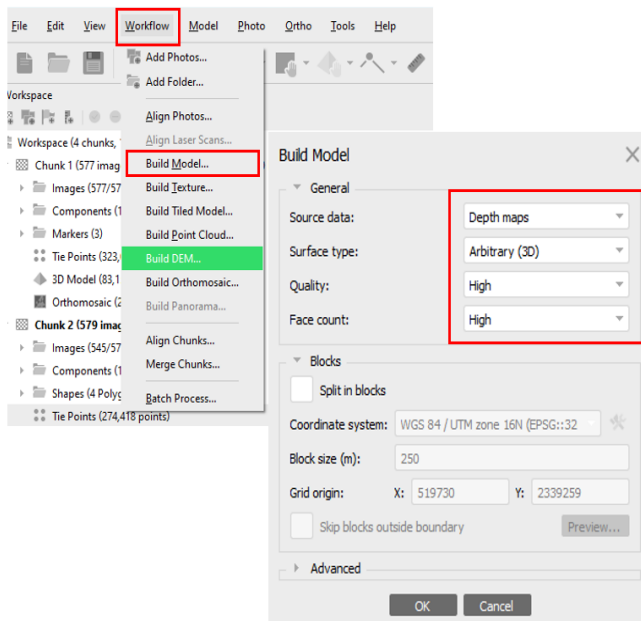 File Edit View Workflow Model Photo Ortho Tools Help
Add Photos...
Add Folder...
Align Photos...
Align Laser Scans...
Build Model...
Build Texture...
Build Tiled Model...
Build Point Cloud...
Build DEM...
Build Orthomosaic...
Build Panorama...
Align Chunks...
Merge Chunks...
Batch Process...
Workspace
Workspace (4 chunks,
Chunk 1 (577 imag
Images (577/57
Components (1
Markers (3)
Tie Points (323,
3D Model (83,1
Orthomosaic (2
Chunk 2 (579 imag
Images (545/57
Components (1
Shapes (4 Polyg
Tie Points (274,418 points)
Build Model
General
Source data: Depth maps
Surface type: Arbitrary (3D)
Quality: High
Face count: High
Blocks
Split in blocks
Coordinate system: WGS 84 / UTM zone 16N (EPSG::32
Block size (m): 250
Grid origin: X: 519730 Y: 2339259
Skip blocks outside boundary Preview...
Advanced
OK Cancel